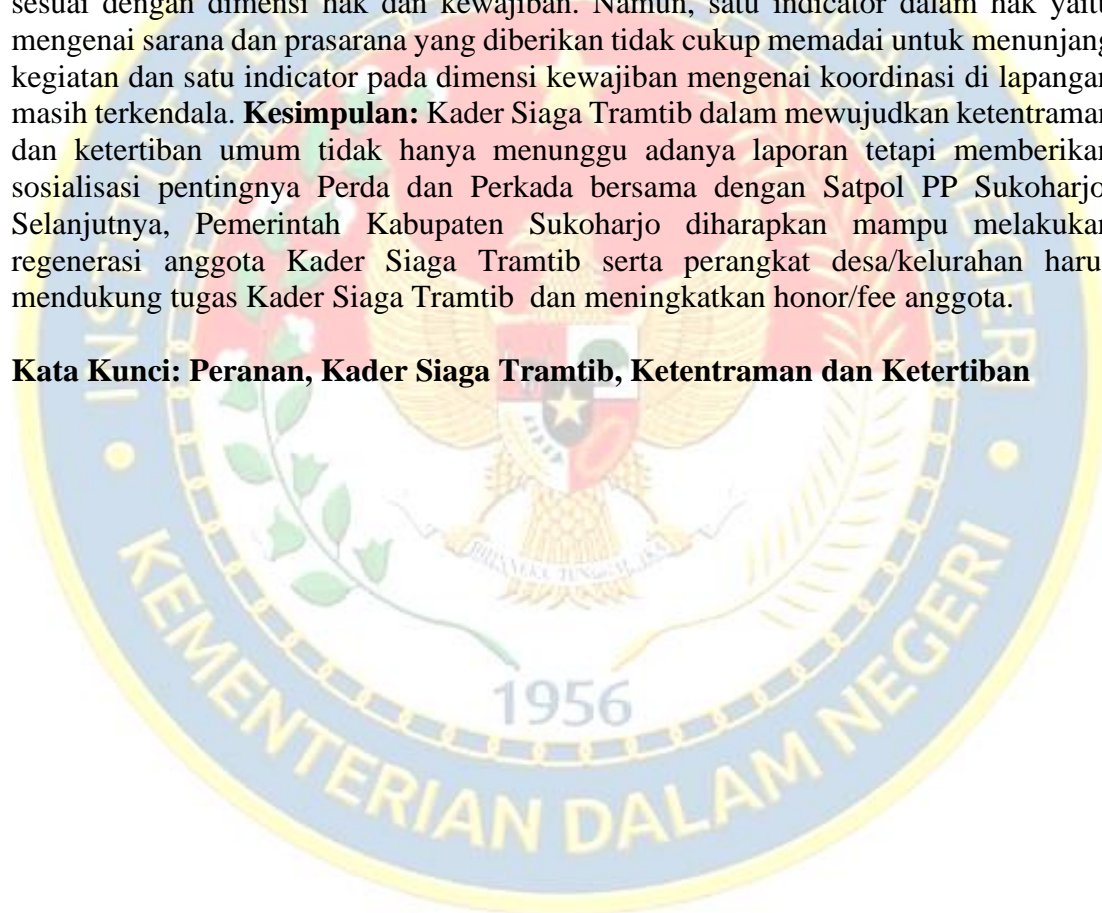 sesuai dengan dimensi hak dan kewajiban. Namun, satu indicator dalam hak yaitu
mengenai sarana dan prasarana yang diberikan tidak cukup memadai untuk menunjang
kegiatan dan satu indicator pada dimensi kewajiban mengenai koordinasi di lapangan
masih terkendala. Kesimpulan: Kader Siaga Tramtib dalam mewujudkan ketentraman
dan ketertiban umum tidak hanya menunggu adanya laporan tetapi memberikan
sosialisasi pentingnya Perda dan Perkada bersama dengan Satpol PP Sukoharjo
Selanjutnya, Pemerintah Kabupaten Sukoharjo diharapkan mampu melakukan
regenerasi anggota Kader Siaga Tramtib serta perangkat desa/kelurahan haru
mendukung tugas Kader Siaga Tramtib dan meningkatkan honor/fee anggota.
Kata Kunci: Peranan, Kader Siaga Tramtib, Ketentraman dan Ketertiban
BHINNEKA TUNGGAL IKA
1956
KEMENTERIAN DALAM NEGERI